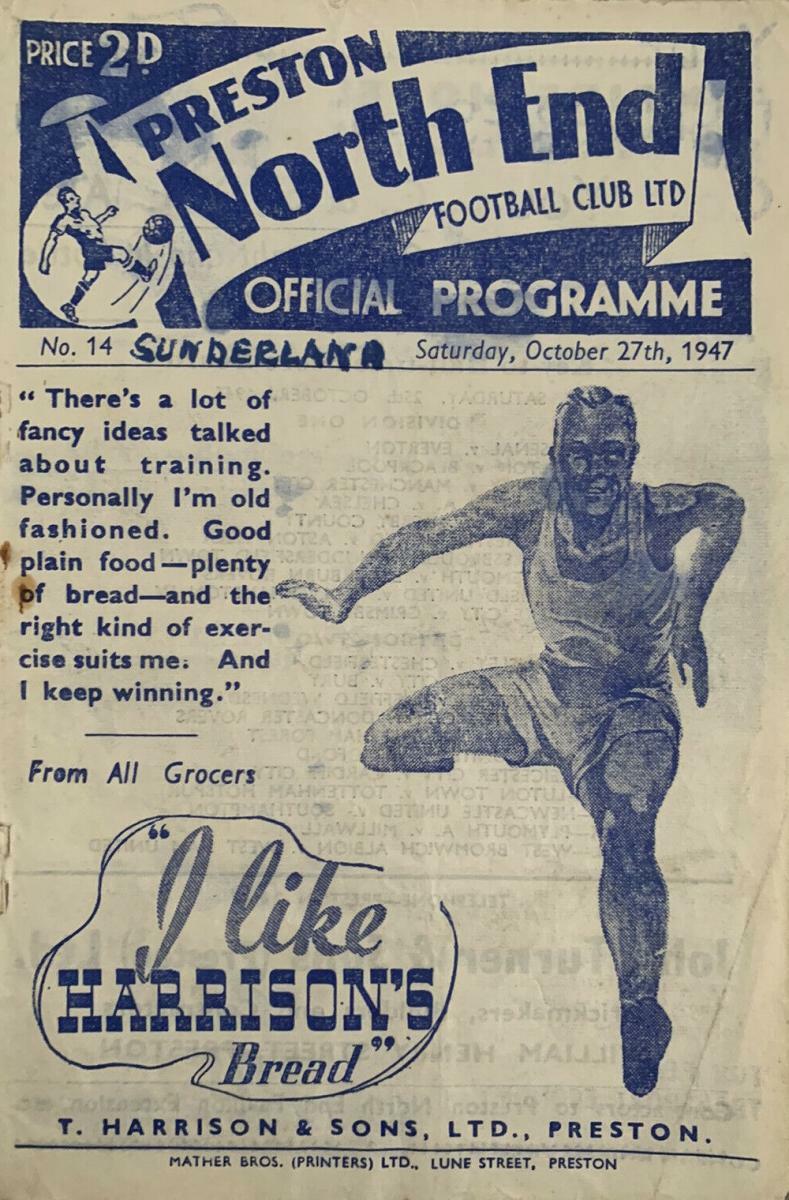 PRICE 2D
PRESTON
North End
FOOTBALL CLUB LTD
OFFICIAL PROGRAMME
No. 14 SUNDERLAND Saturday, October 27th, 1947
“ There's a lot of
fancy ideas talked
about training.
Personally I'm old
fashioned. Good
plain food—plenty
of bread—and the
right kind of exer-
cise suits me. And
I keep winning.”
From All Grocers
“I like
HARRISON'S
Bread”
T. HARRISON & SONS, LTD., PRESTON.
MATHER BROS. (PRINTERS) LTD., LUNE STREET, PRESTON